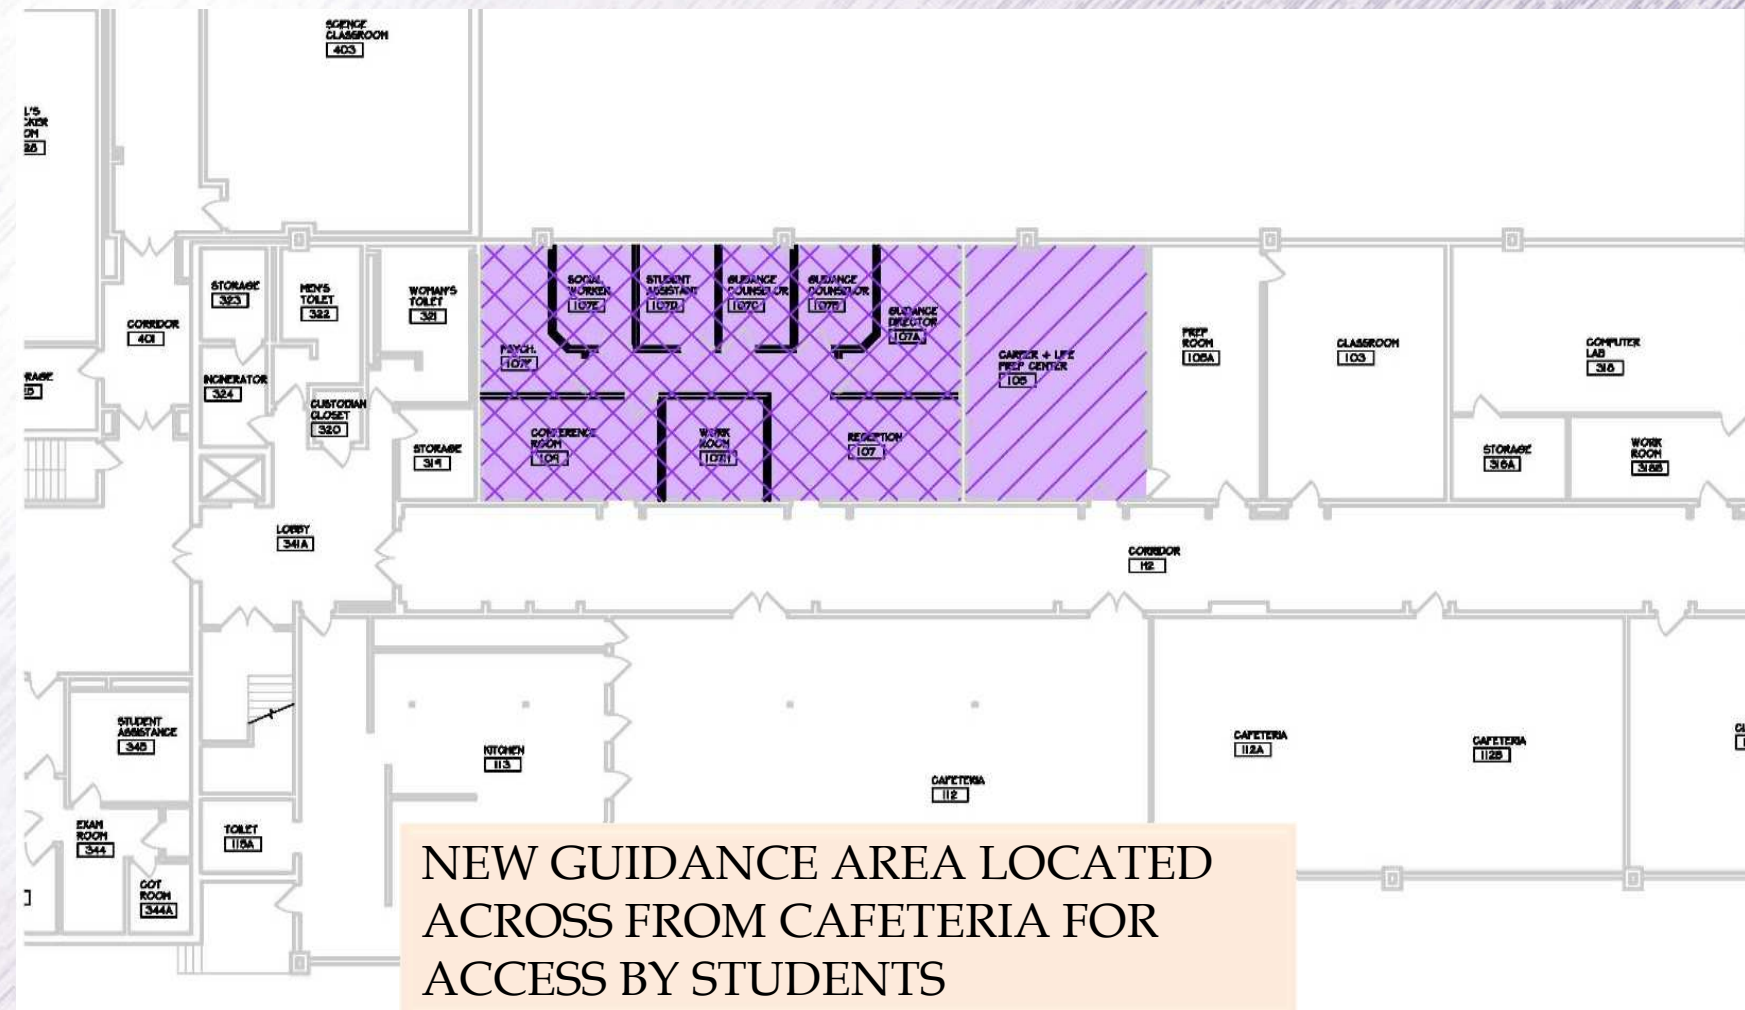 SCIENCE
CLASSROOM
403
CORRIDOR
401
STORAGE
323
MEN'S
TOILET
322
WOMAN'S
TOILET
321
INCINERATOR
324
CUSTODIAN
CLOSET
320
STORAGE
319
LOBBY
341A
SOCIAL
WORKER
107E
STUDENT
ASSISTANT
107D
GUIDANCE
COUNSELOR
107C
GUIDANCE
COUNSELOR
107B
GUIDANCE
DIRECTOR
107A
PSYCH.
107F
CONFERENCE
ROOM
109
WORK
ROOM
107H
RECEPTION
107
CAREER + LIFE
PREP CENTER
105
PREP
ROOM
105A
CLASSROOM
103
COMPUTER
LAB
318
STORAGE
318A
WORK
ROOM
318B
CORRIDOR
112
STUDENT
ASSISTANCE
345
EXAM
ROOM
344
COT
ROOM
344A
TOILET
115A
KITCHEN
113
CAFETERIA
112
CAFETERIA
112A
CAFETERIA
112B
NEW GUIDANCE AREA LOCATED
ACROSS FROM CAFETERIA FOR
ACCESS BY STUDENTS